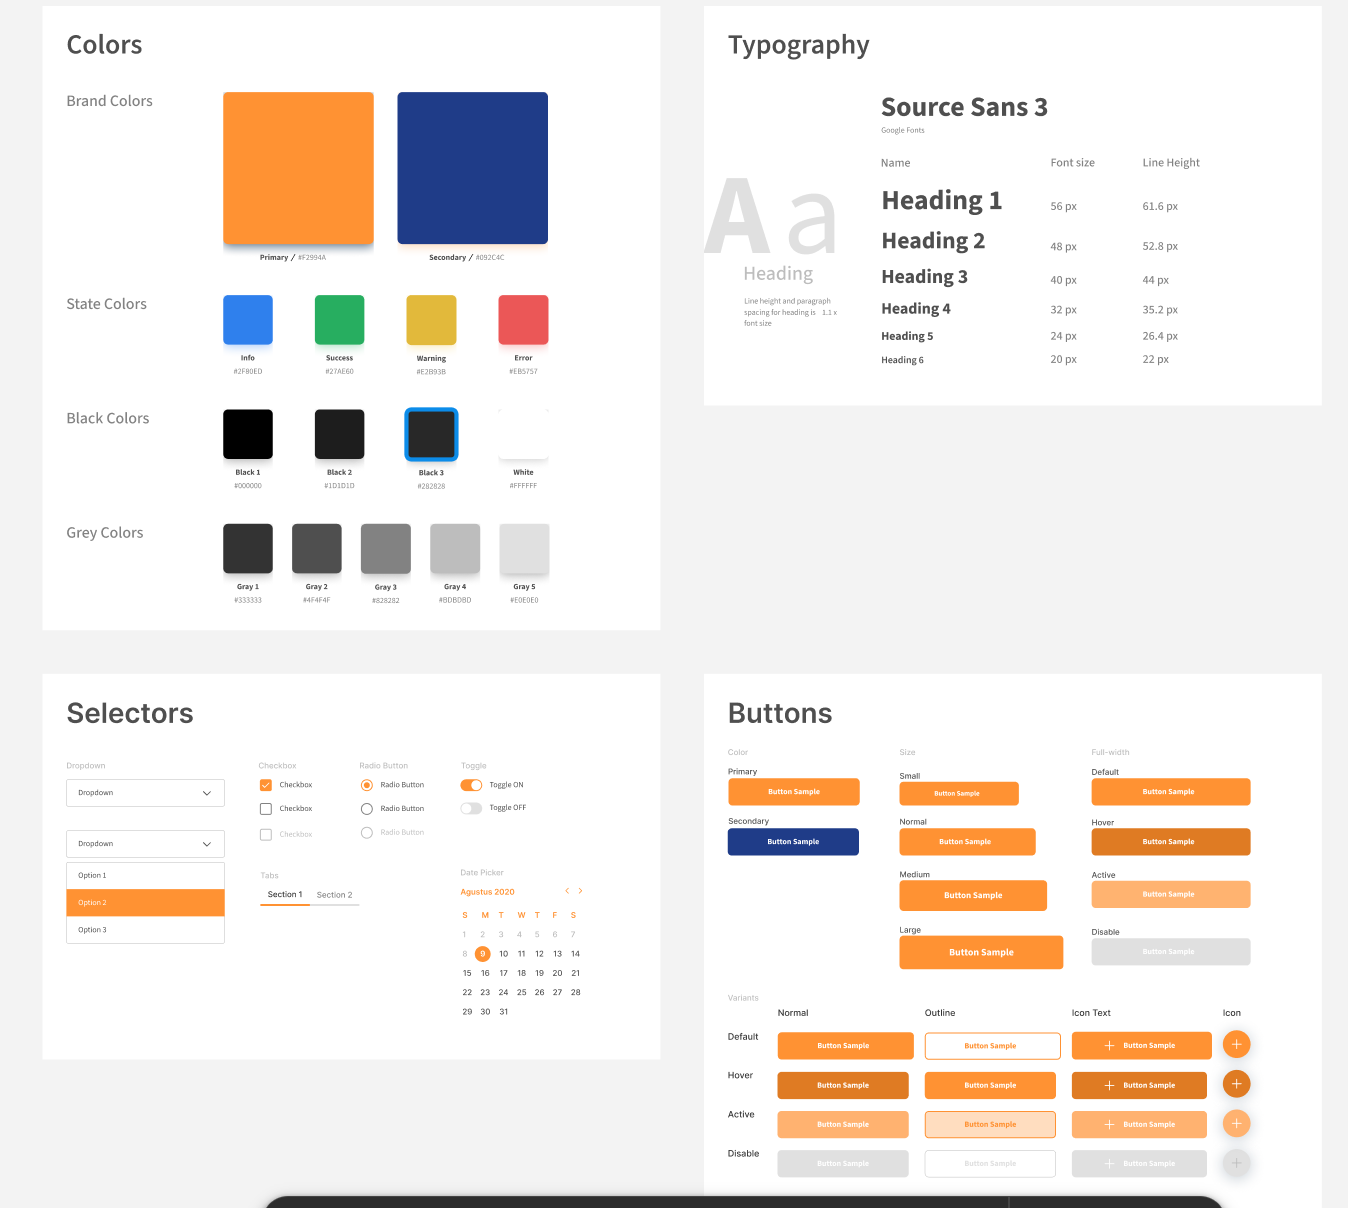 Colors
Brand Colors
Primary / #F2994A
Secondary / #092C4C
State Colors
Info
Success
Warning
Error
#2F80ED
#27AE60
#E2B93B
#EB5757
Black Colors
Black 1
Black 2
Black 3
White
#000000
#1D1D1D
#282828
#FFFFFF
Grey Colors
Gray 1
Gray 2
Gray 3
Gray 4
Gray 5
#333333
#4F4F4F
#828282
#BDBDBD
#E0E0E0
Typography
Aa
Heading
Line height and paragraph
spacing for heading is 1.1 x
font size
Source Sans 3
Google Fonts
Name Font size Line Height
Heading 1 56 px 61.6 px
Heading 2 48 px 52.8 px
Heading 3 40 px 44 px
Heading 4 32 px 35.2 px
Heading 5 24 px 26.4 px
Heading 6 20 px 22 px
Selectors
Dropdown
Dropdown
Dropdown
Option 1
Option 2
Option 3
Checkbox
Checkbox
Checkbox
Checkbox
Radio Button
Radio Button
Radio Button
Radio Button
Toggle
Toggle ON
Toggle OFF
Tabs
Section 1 Section 2
Date Picker
Agustus 2020
S M T W T F S
1 2 3 4 5 6 7
8 9 10 11 12 13 14
15 16 17 18 19 20 21
22 23 24 25 26 27 28
29 30 31
Buttons
Color
Primary
Button Sample
Secondary
Button Sample
Size
Small
Button Sample
Normal
Button Sample
Medium
Button Sample
Large
Button Sample
Full-width
Default
Button Sample
Hover
Button Sample
Active
Button Sample
Disable
Button Sample
Variants
Normal Outline Icon Text Icon
Default Button Sample Button Sample Button Sample
Hover Button Sample Button Sample Button Sample
Active Button Sample Button Sample Button Sample
Disable Button Sample Button Sample Button Sample